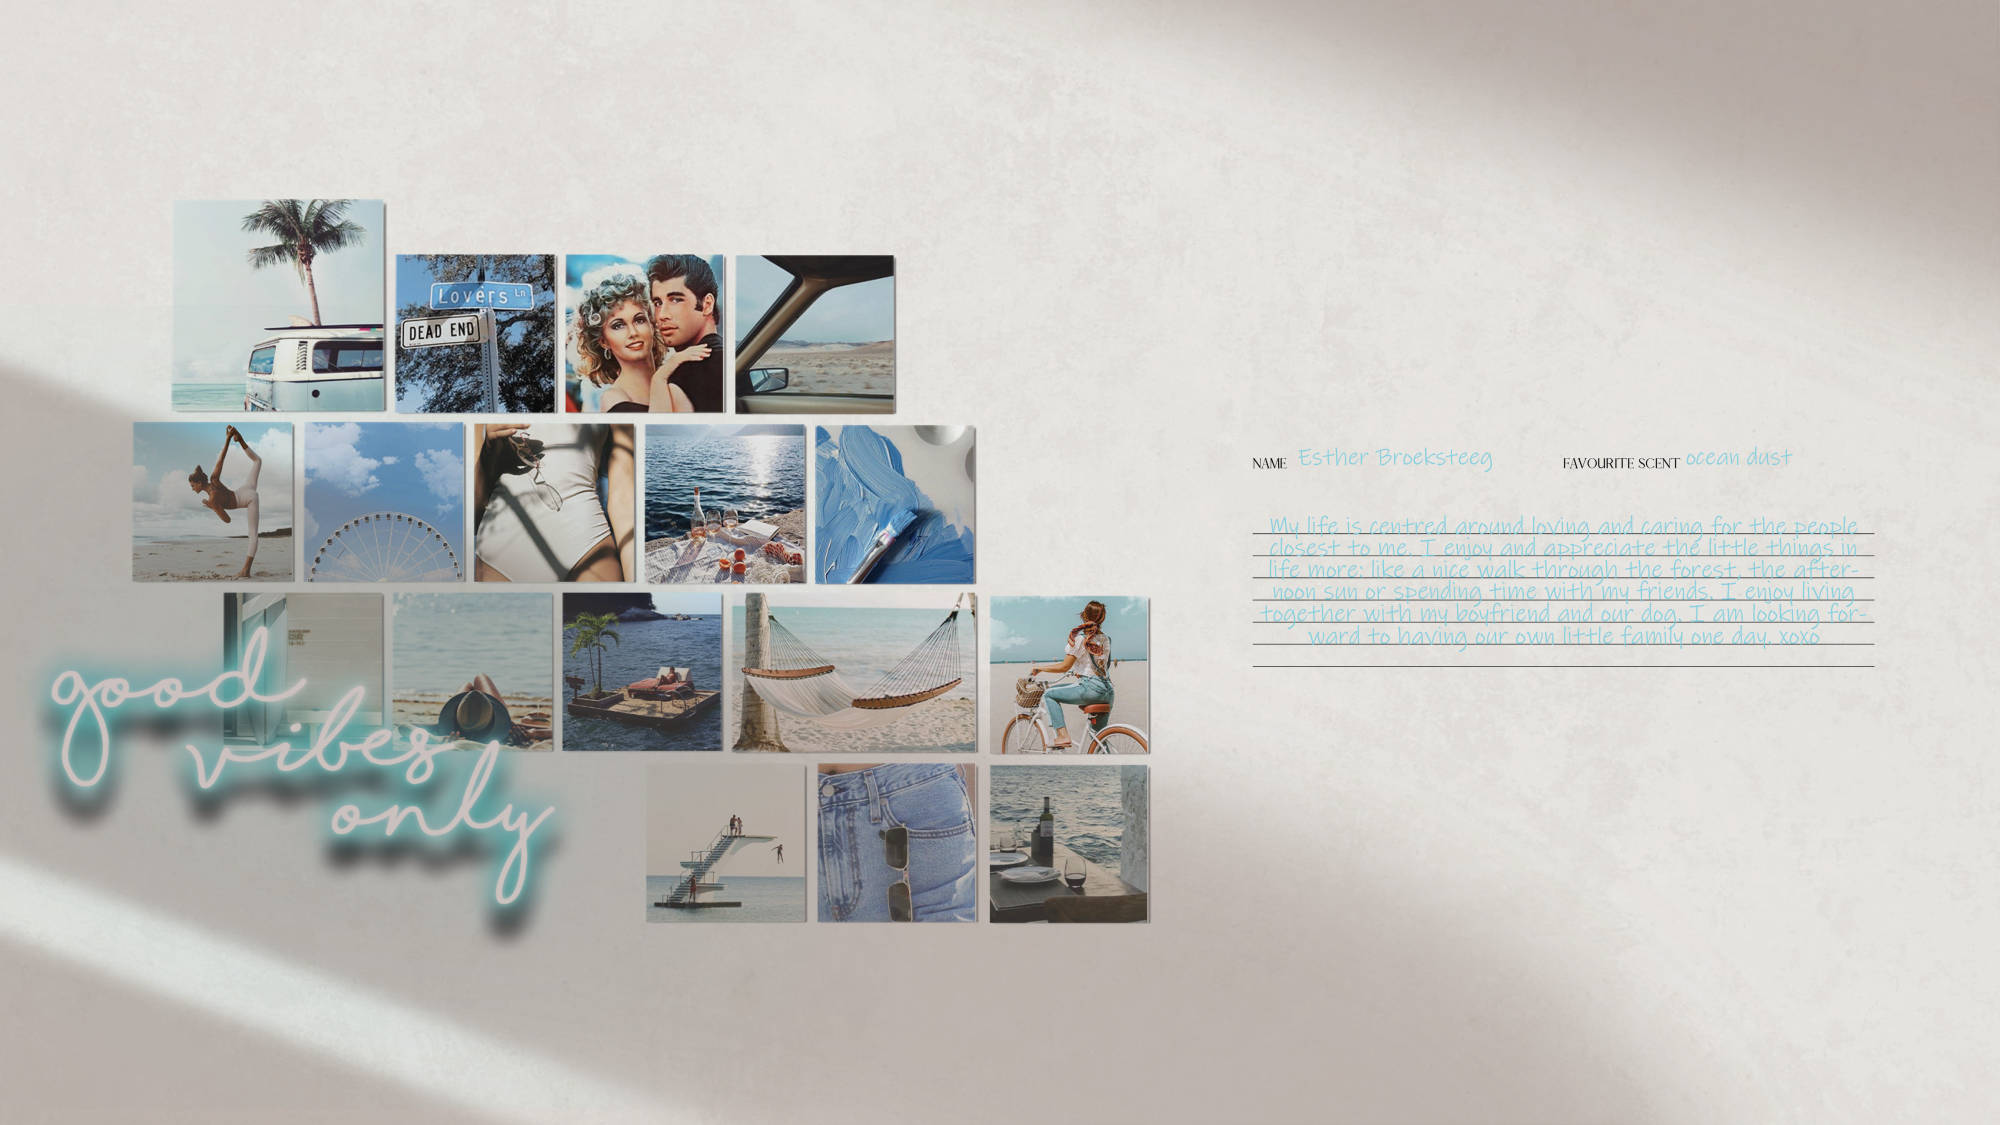 Lovers Ln
DEAD END
good
vibes
only
NAME Esther Broeksteeg FAVOURITE SCENT ocean dust
My life is centred around loving and caring for the people
closest to me. I enjoy and appreciate the little things in
life more; like a nice walk through the forest, the after-
noon sun or spending time with my friends. I enjoy living
together with my boyfriend and our dog. I am looking for-
ward to having our own little family one day. xoxo